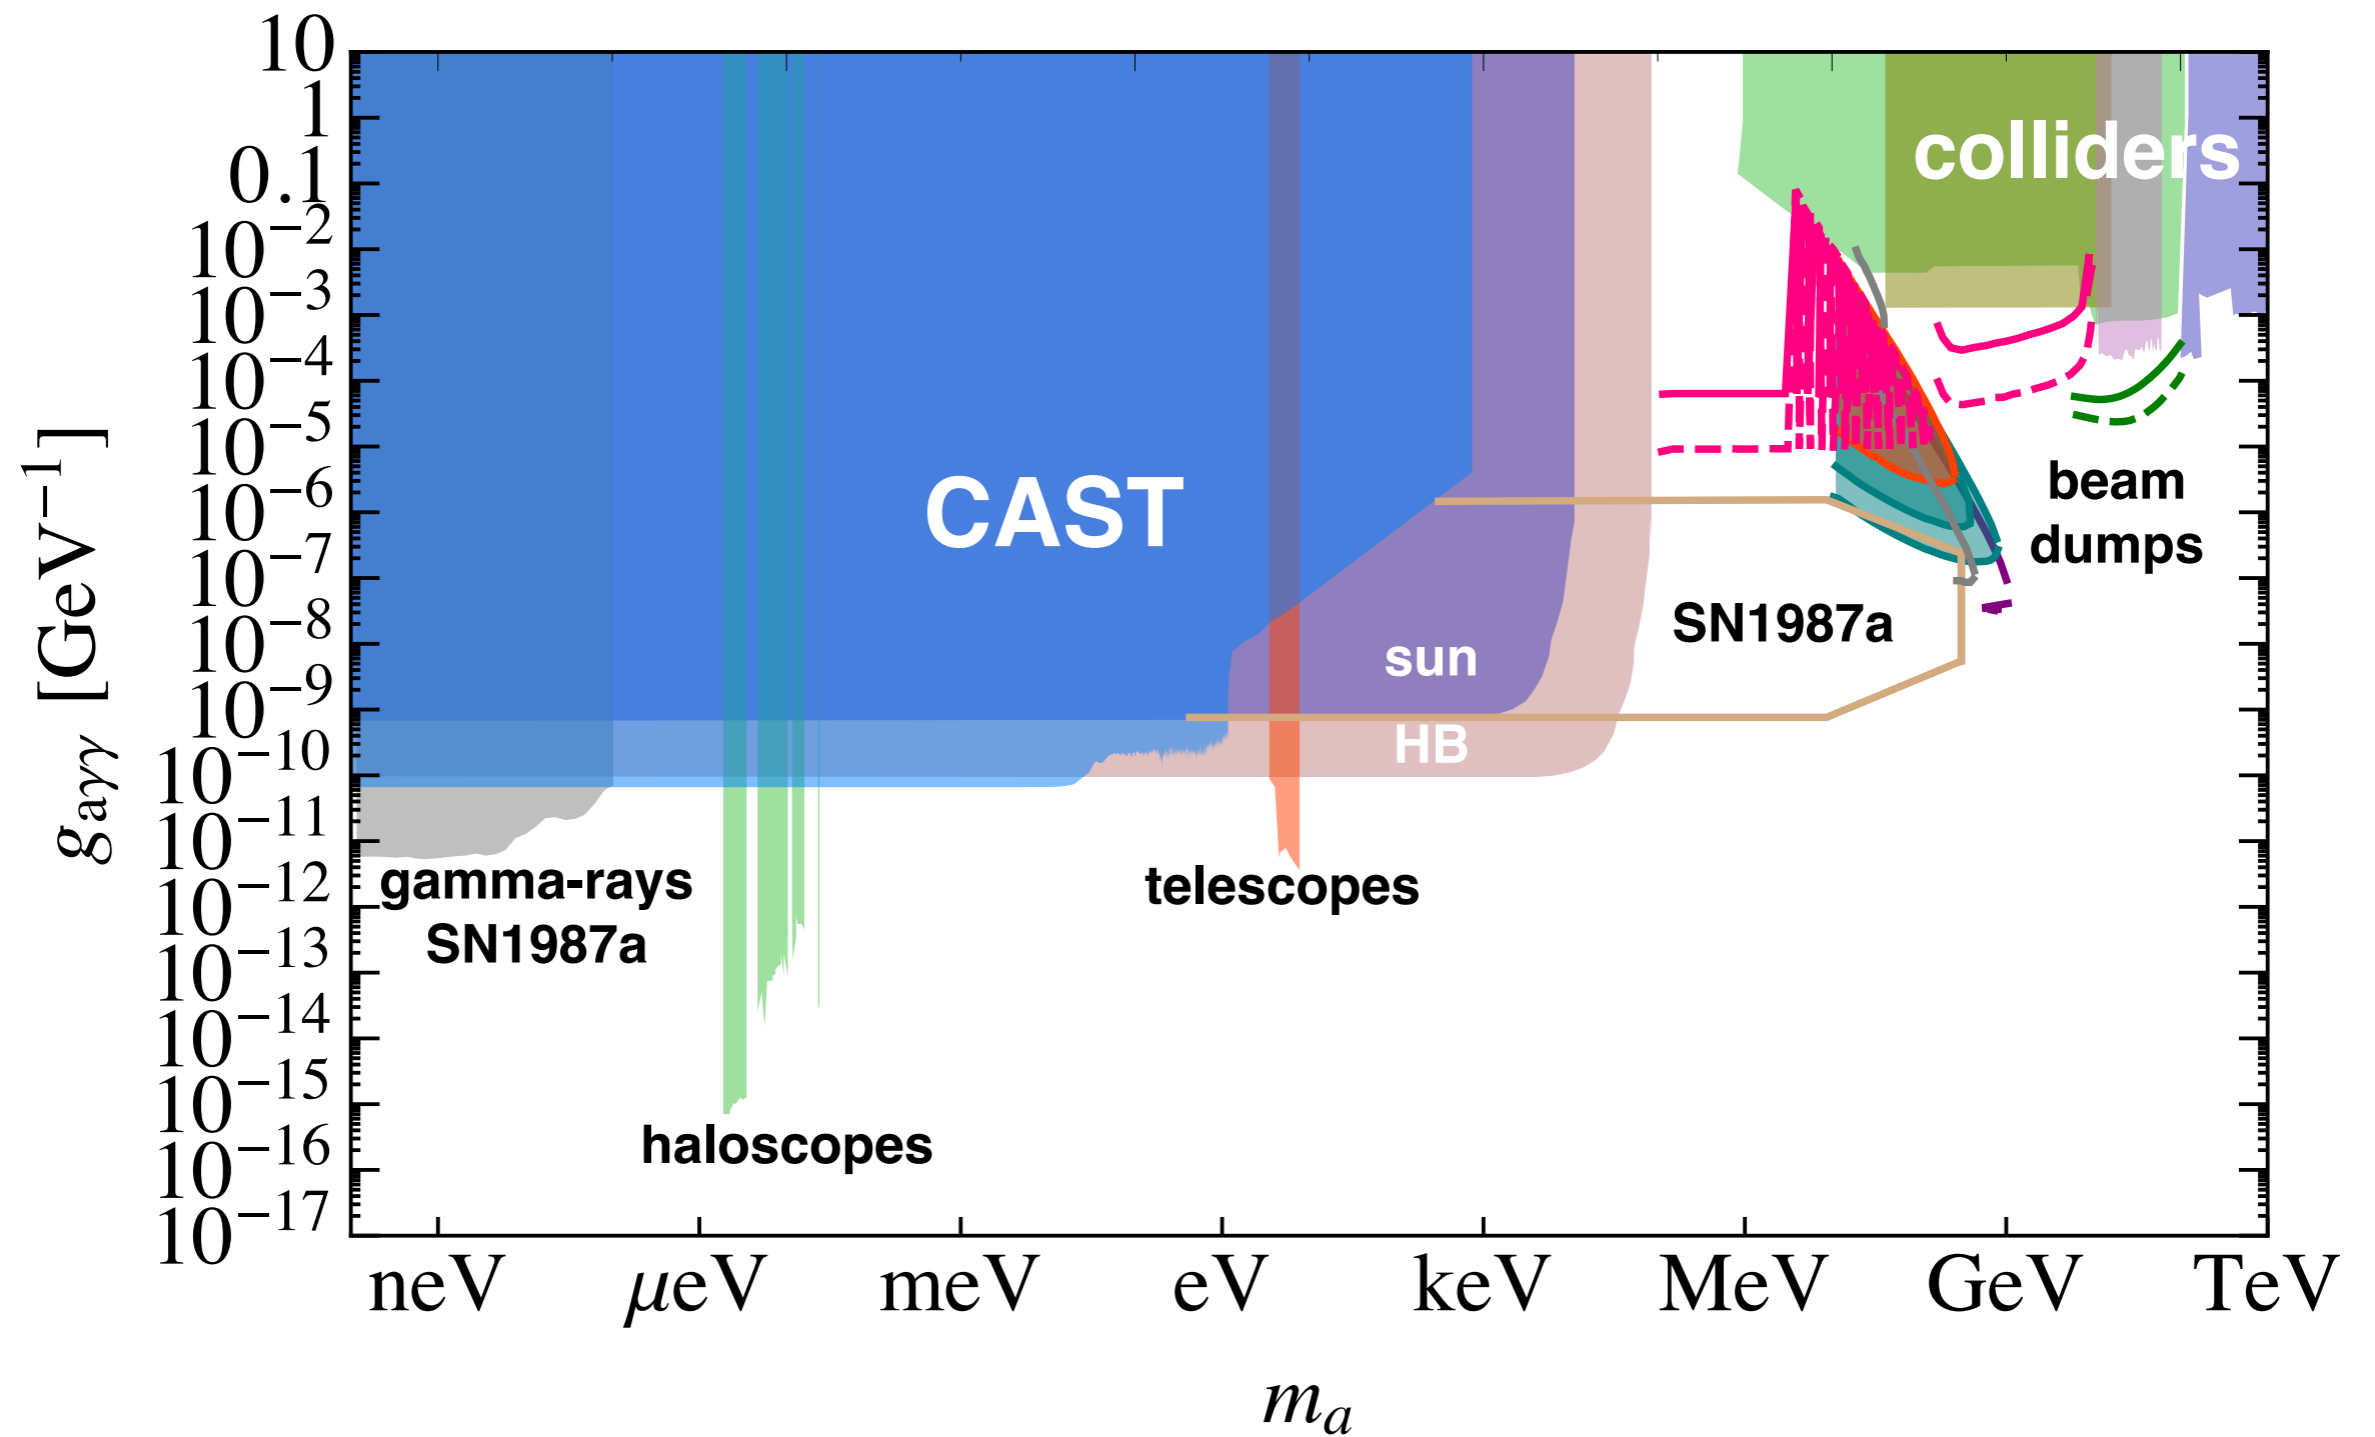 10
1
0.1
10−2
10−3
10−4
10−5
10−6
10−7
10−8
10−9
10−10
10−11
10−12
10−13
10−14
10−15
10−16
10−17
gaγγ [GeV−1]
colliders
CAST
beam
dumps
SN1987a
sun
HB
gamma-rays
SN1987a
telescopes
haloscopes
neV μeV meV eV keV MeV GeV TeV
ma